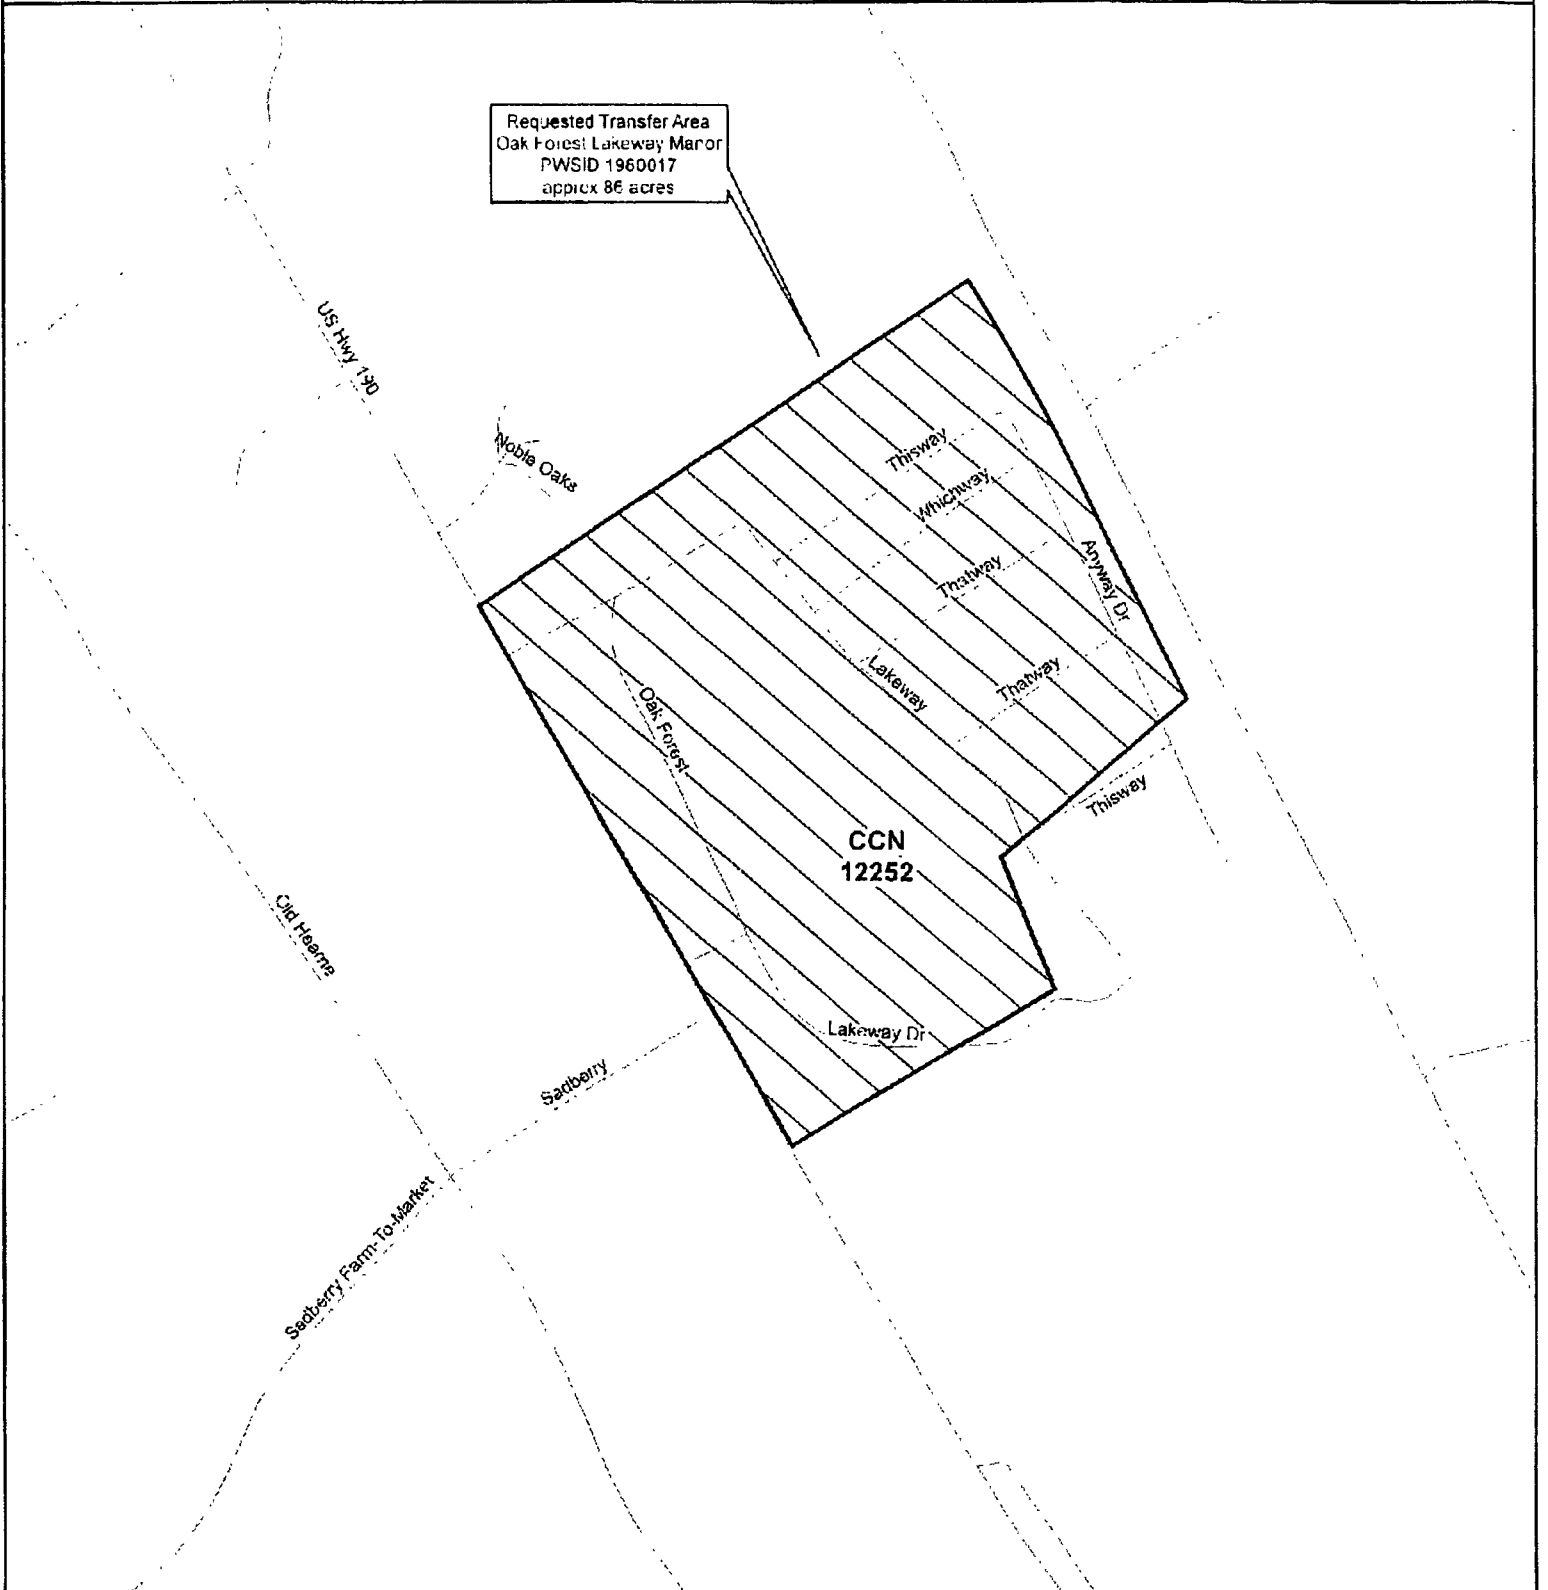 Requested Transfer Area
Oak Forest Lakeway Manor
PWSID 1960017
approx 86 acres
US Hwy 190
Noble Oaks
Thisway
Whichway
Thatway
Anyway Dr
Lakeway
Thatway
Oak Forest
Thisway
CCN
12252
Old Hearne
Lakeway Dr
Sadberry
Sadberry Farm-To-Market